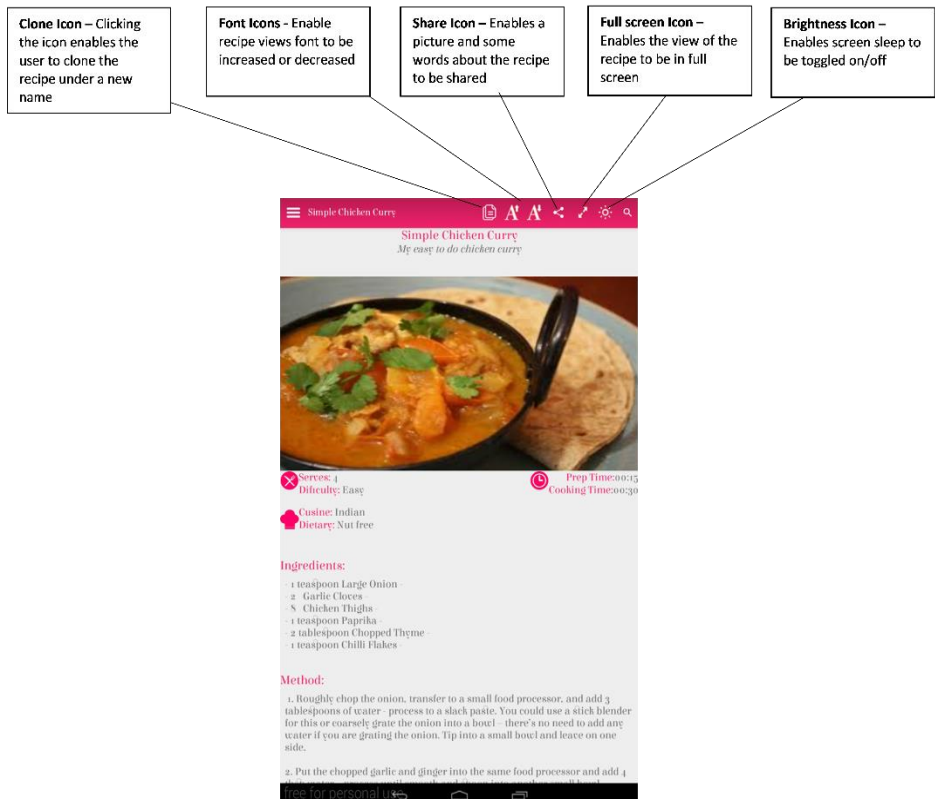 Clone Icon – Clicking
the icon enables the
user to clone the
recipe under a new
name
Font Icons - Enable
recipe views font to be
increased or decreased
Share Icon – Enables a
picture and some
words about the recipe
to be shared
Full screen Icon –
Enables the view of the
recipe to be in full
screen
Brightness Icon –
Enables screen sleep to
be toggled on/off
Simple Chicken Curry
Simple Chicken Curry
My easy to do chicken curry
Serves: 4
Dificulty: Easy
Prep Time:00:15
Cooking Time:00:30
Cusine: Indian
Dietary: Nut free
Ingredients:
- 1 teaspoon Large Onion -
- 2 Garlic Cloves -
- 8 Chicken Thighs -
- 1 teaspoon Paprika -
- 2 tablespoon Chopped Thyme -
- 1 teaspoon Chilli Flakes -
Method:
1. Roughly chop the onion, transfer to a small food processor, and add 3
tablespoons of water - process to a slack paste. You could use a stick blender
for this or coarsely grate the onion into a bowl - there's no need to add any
water if you are grating the onion. Tip into a small bowl and leave on one
side.
2. Put the chopped garlic and ginger into the same food processor and add 4
free for personal use